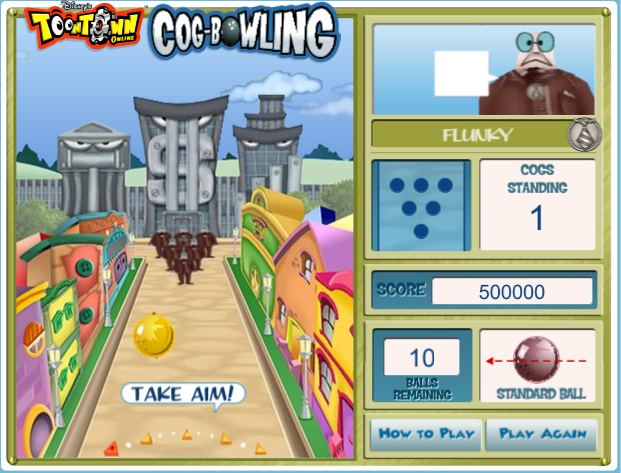 Disney's
TOONTOWN
ONLINE
COG-BOWLING
FLUNKY
COGS
STANDING
1
SCORE 500000
10
BALLS
REMAINING
STANDARD BALL
TAKE AIM!
HOW TO PLAY
PLAY AGAIN